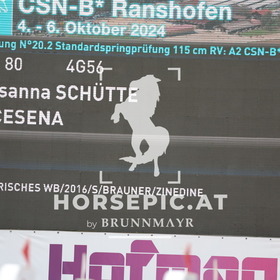 CSN-B* Ranshofen
4. - 6. Oktober 2024
ung N°20.2 Standardspringprüfung 115 cm RV: A2 CSN-B*
80 4G56
sanna SCHÜTTE
CESENA
RISCHES WB/2016/S/BRAUNER/ZINEDINE
HORSEPIC.AT
by BRUNNMAYR